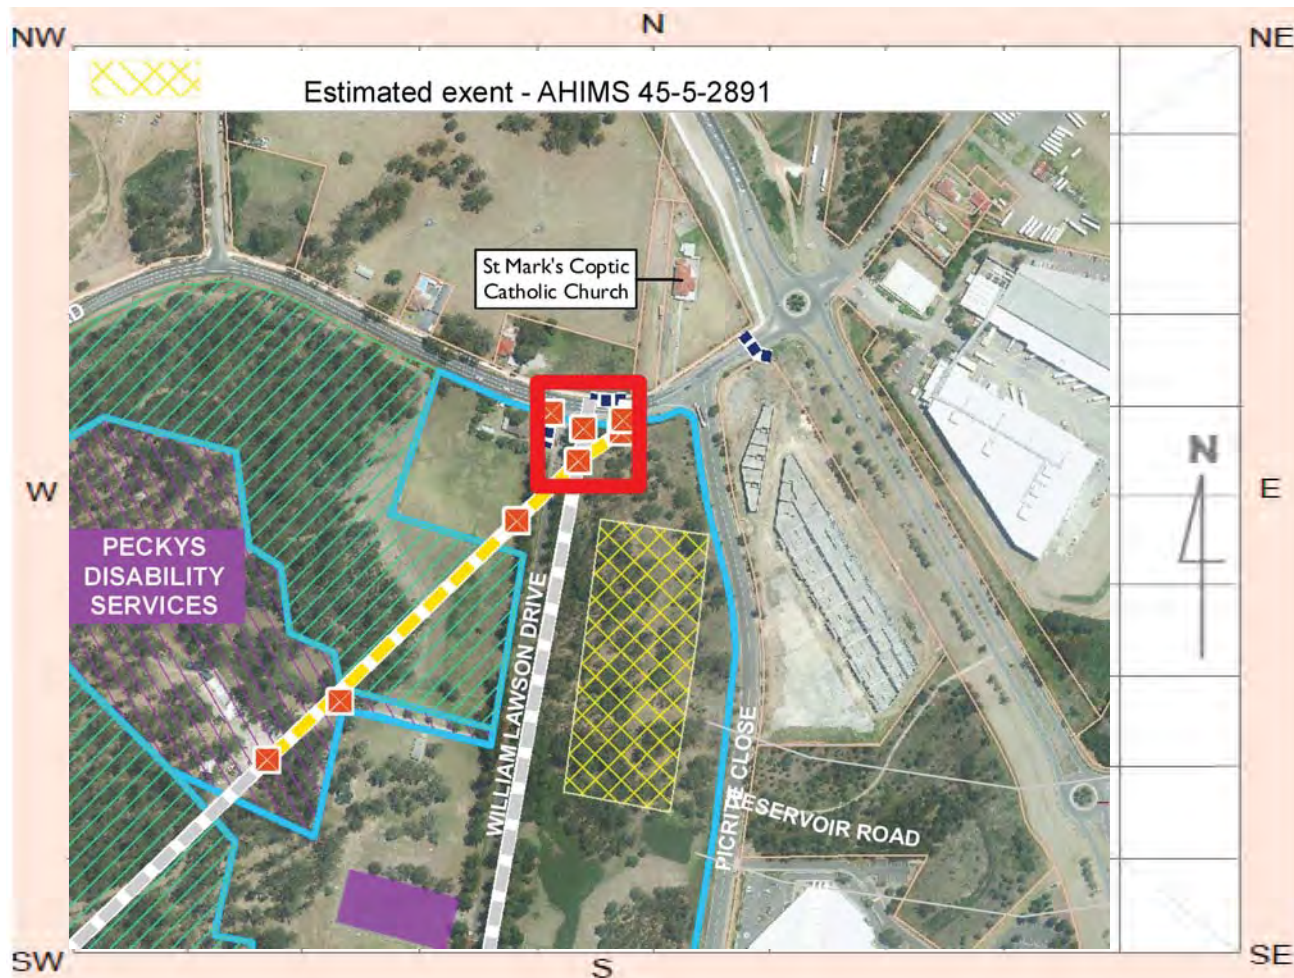 N
NW
NE
Estimated exent - AHIMS 45-5-2891
St Mark's Coptic
Catholic Church
N
W
E
PECKYS
DISABILITY
SERVICES
WILLIAM LAWSON DRIVE
PICRITE CLOSE
RESERVOIR ROAD
SW
S
SE